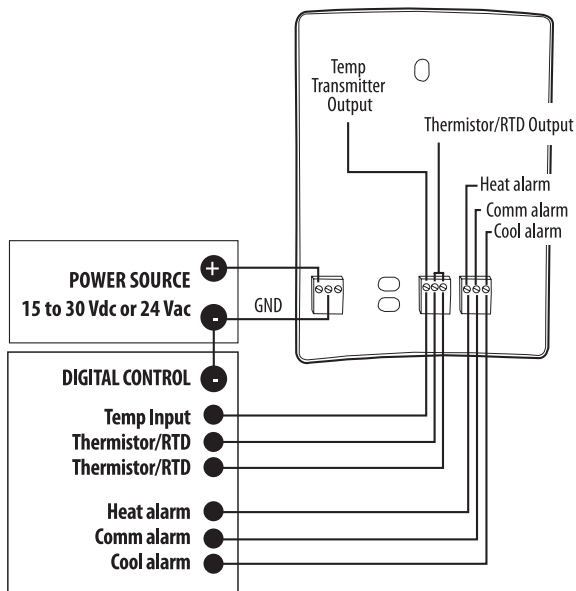 Temp
Transmitter
Output
Thermistor/RTD Output
Heat alarm
Comm alarm
Cool alarm
+
POWER SOURCE
15 to 30 Vdc or 24 Vac
-
GND
DIGITAL CONTROL
-
Temp Input
Thermistor/RTD
Thermistor/RTD
Heat alarm
Comm alarm
Cool alarm